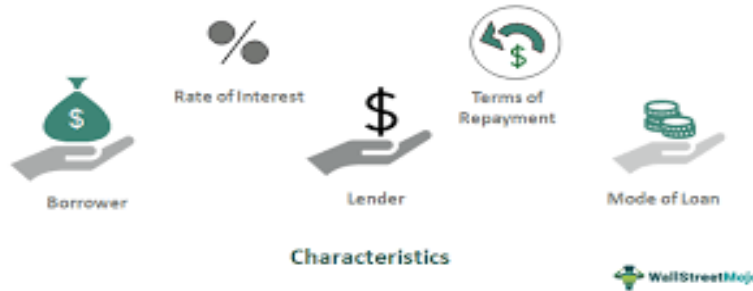 Rate of Interest
Terms of
Repayment
$
$
$
Borrower
Lender
Mode of Loan
Characteristics
WallStreetMojo